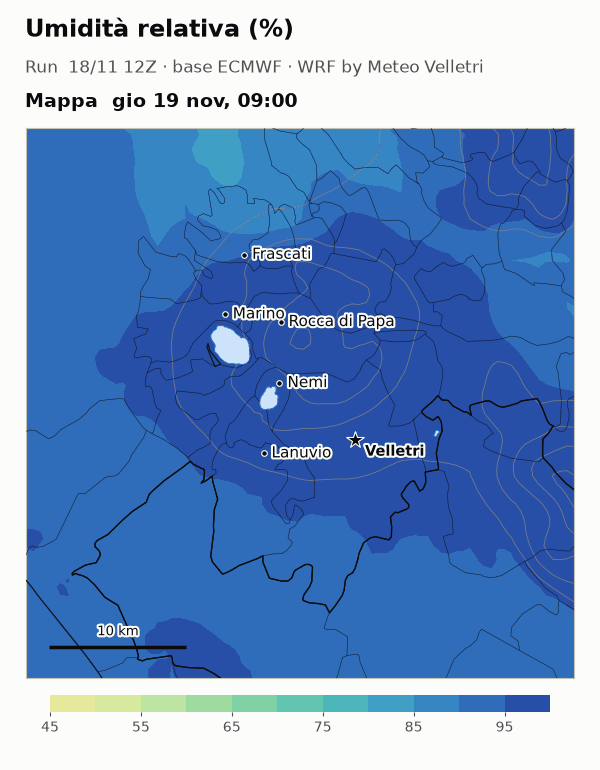 Umidità relativa (%)
Run  18/11 12Z · base ECMWF · WRF by Meteo Velletri
Mappa  gio 19 nov, 09:00
Frascati
Marino
Rocca di Papa
Nemi
Velletri
Lanuvio
10 km
45 55 65 75 85 95